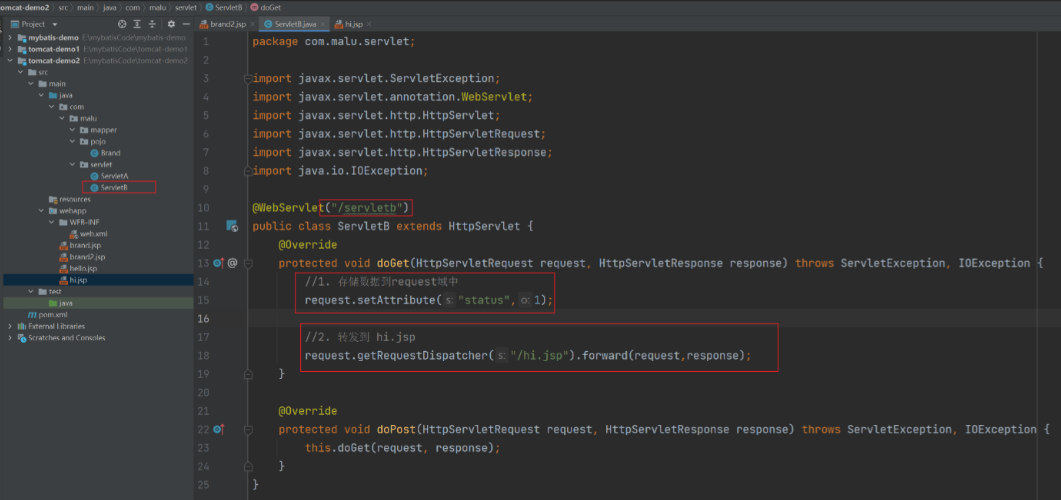 tomcat-demo2 › src › main › java › com › malu › servlet › ServletB › doGet
Project
brand2.jsp
ServletB.java
hi.jsp
mybatis-demo E:\mybatisCode\mybatis-demo
tomcat-demo1 E:\mybatisCode\tomcat-demo1
tomcat-demo2 E:\mybatisCode\tomcat-demo2
src
main
java
com
malu
mapper
pojo
Brand
servlet
ServletA
ServletB
resources
webapp
WEB-INF
web.xml
brand.jsp
brand2.jsp
hello.jsp
hi.jsp
test
java
pom.xml
External Libraries
Scratches and Consoles
1 package com.malu.servlet;
2
3 import javax.servlet.ServletException;
4 import javax.servlet.annotation.WebServlet;
5 import javax.servlet.http.HttpServlet;
6 import javax.servlet.http.HttpServletRequest;
7 import javax.servlet.http.HttpServletResponse;
8 import java.io.IOException;
9
10 @WebServlet("/servletb")
11 public class ServletB extends HttpServlet {
12 @Override
13 @ protected void doGet(HttpServletRequest request, HttpServletResponse response) throws ServletException, IOException {
14 //1. 存储数据到request域中
15 request.setAttribute( s: "status", o: 1);
16
17 //2. 转发到 hi.jsp
18 request.getRequestDispatcher( s: "/hi.jsp").forward(request,response);
19 }
20
21 @Override
22 protected void doPost(HttpServletRequest request, HttpServletResponse response) throws ServletException, IOException {
23 this.doGet(request, response);
24 }
25 }